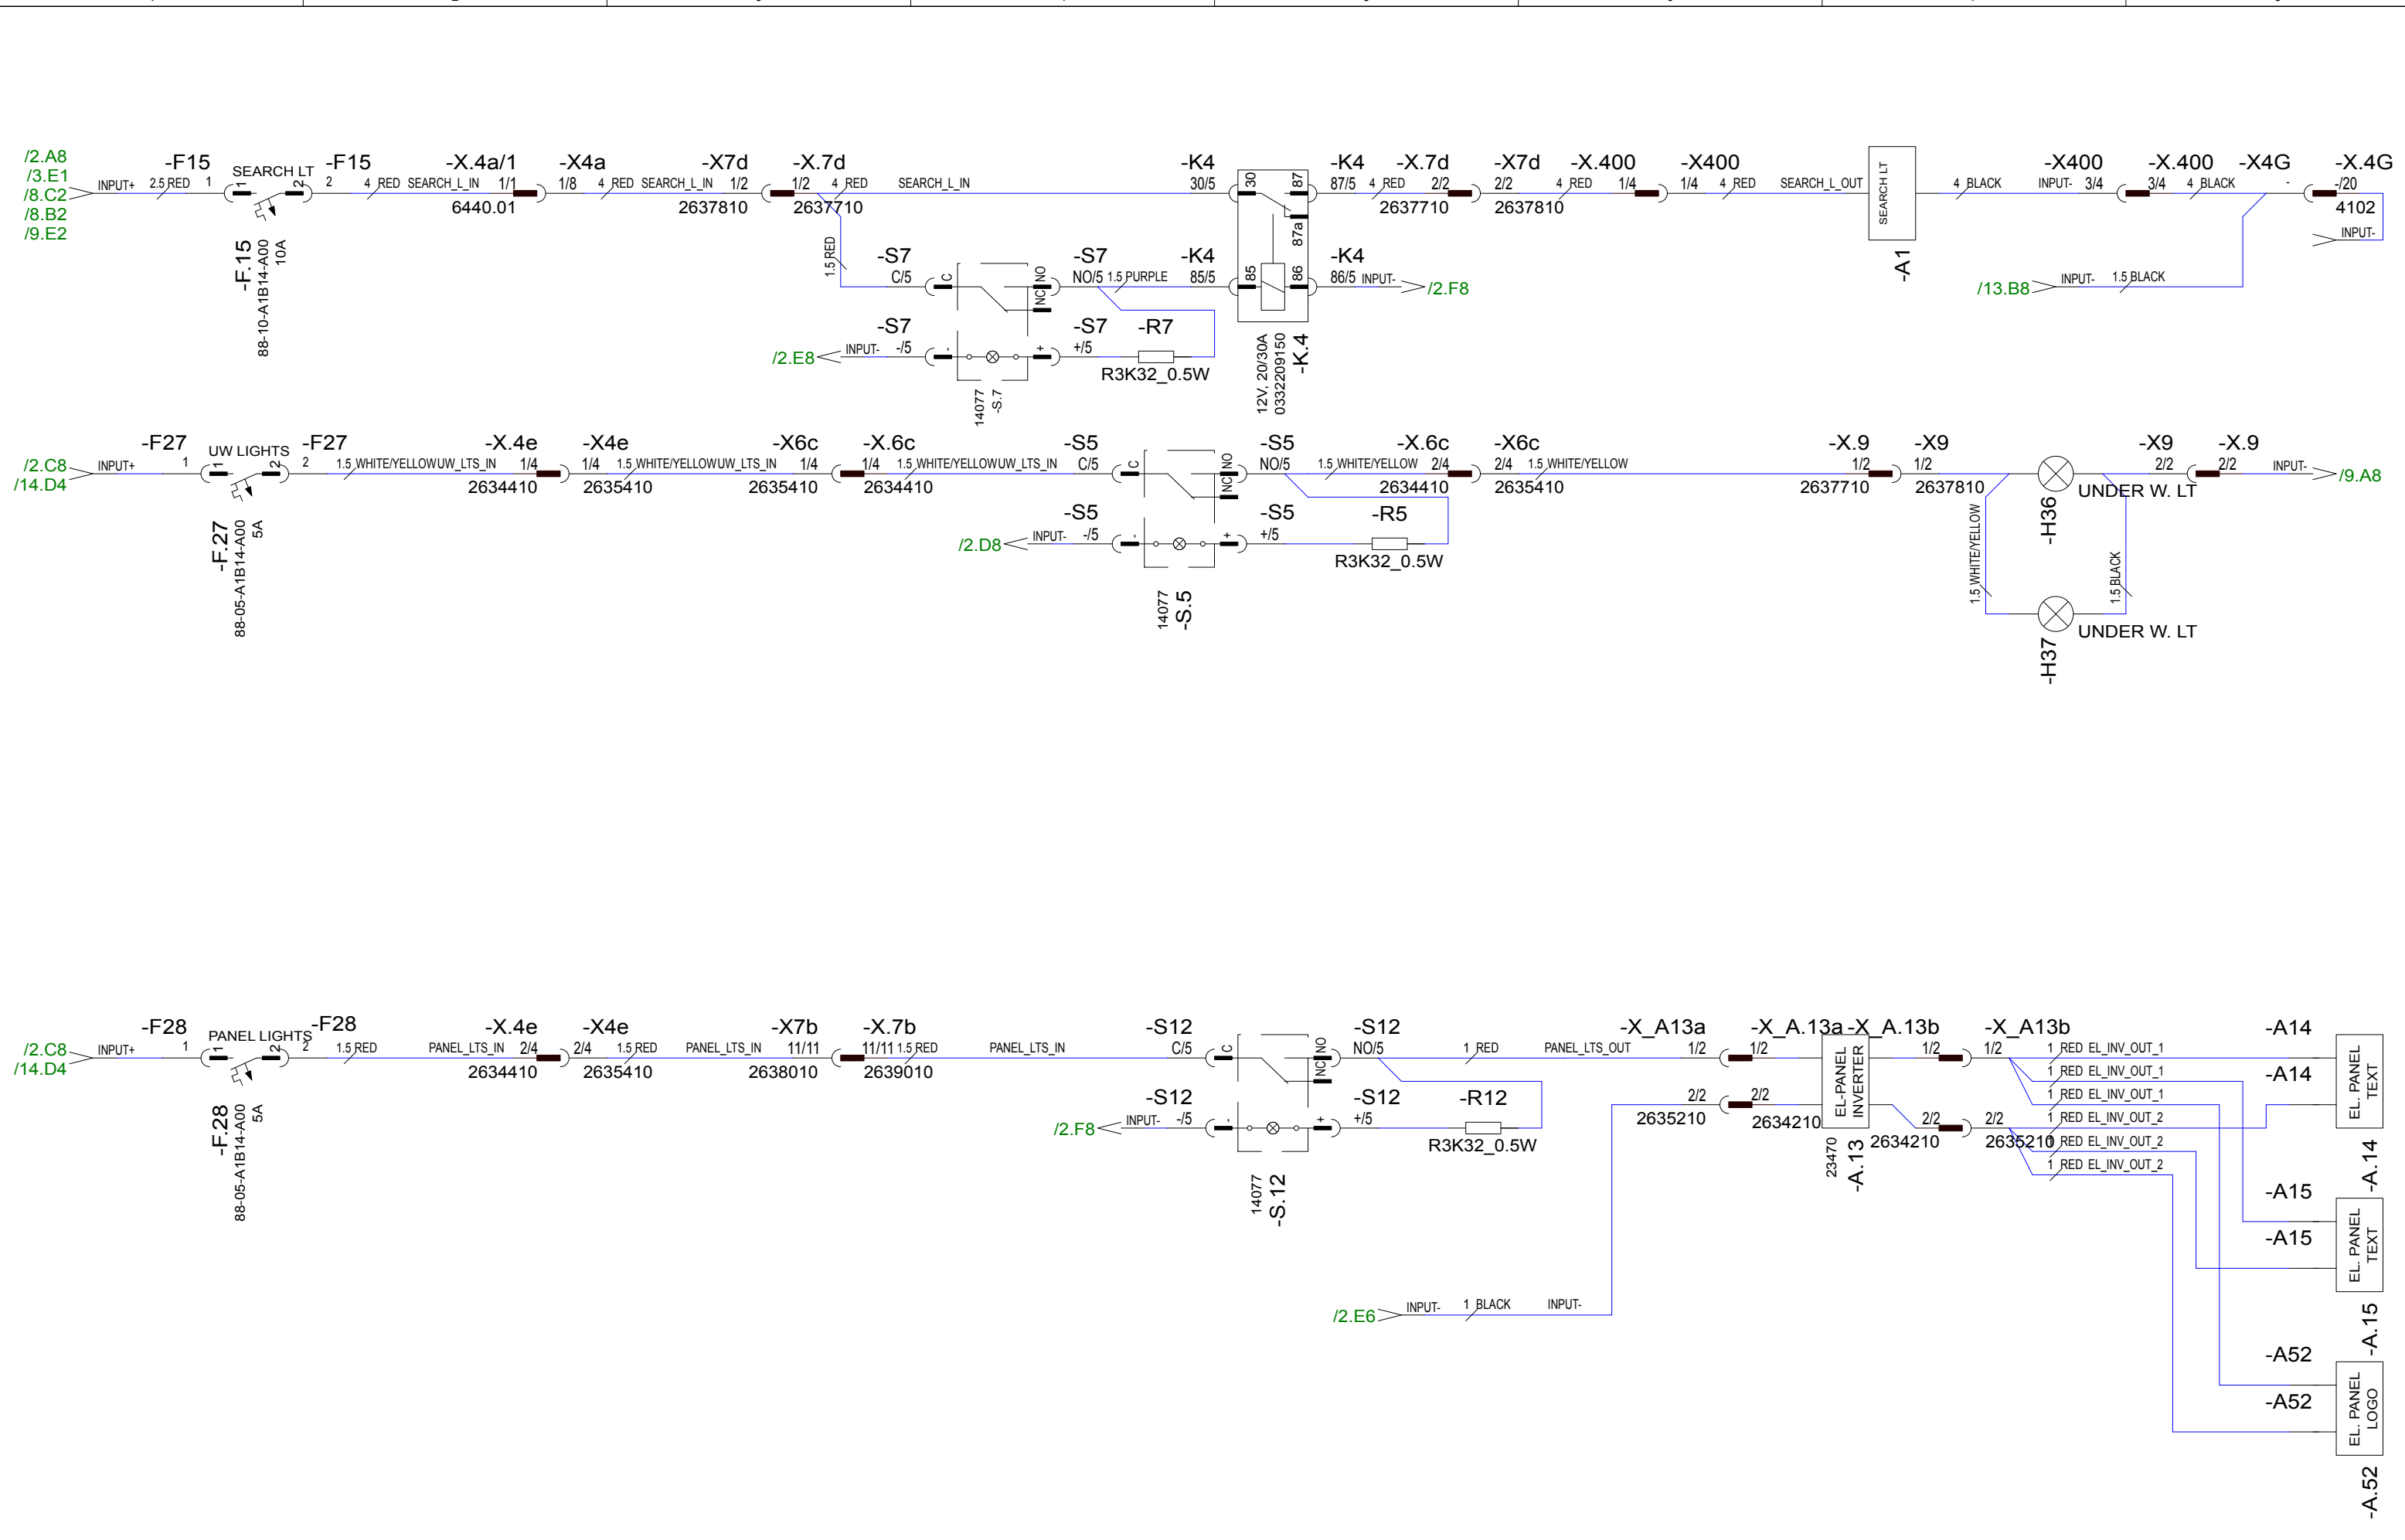 /2.A8
/3.E1
/8.C2
/8.B2
/9.E2
INPUT+
2.5 RED
-F15
1
SEARCH LT
1
2
-F15
2
4 RED SEARCH_L_IN
-X.4a/1
1/1
6440.01
-X4a
1/8
4 RED SEARCH_L_IN
-X7d
1/2
2637810
-X.7d
1/2
2637710
4 RED
SEARCH_L_IN
-K4
30/5
30
87
87a
-K4
87/5
4 RED
-X.7d
2/2
2637710
-X7d
2/2
2637810
4 RED
-X.400
1/4
-X400
1/4
4 RED
SEARCH_L_OUT
SEARCH LT
-A1
4 BLACK
INPUT-
-X400
3/4
-X.400
3/4
4 BLACK
-X4G
-
-X.4G
-/20
4102
INPUT-
-F.15
88-10-A1B14-A00
10A
1.5 RED
-S7
C/5
C
NO
NC
-S7
NO/5
1.5 PURPLE
-K4
85/5
85
86
-K4
86/5
INPUT-
/2.F8
/13.B8
INPUT-
1.5 BLACK
/2.E8
INPUT-
-S7
-/5
-
+
-S7
+/5
-R7
R3K32_0.5W
14077
-S.7
12V, 20/30A
0332209150
-K.4
/2.C8
/14.D4
INPUT+
-F27
1
UW LIGHTS
1
2
-F27
2
1.5 WHITE/YELLOW UW_LTS_IN
-X.4e
1/4
2634410
-X4e
1/4
2635410
1.5 WHITE/YELLOW UW_LTS_IN
-X6c
1/4
2635410
-X.6c
1/4
2634410
1.5 WHITE/YELLOW UW_LTS_IN
-S5
C/5
C
NO
NC
-S5
NO/5
1.5 WHITE/YELLOW
-X.6c
2/4
2634410
-X6c
2/4
2635410
1.5 WHITE/YELLOW
-X.9
1/2
2637710
-X9
1/2
2637810
-H36
UNDER W. LT
-X9
2/2
-X.9
2/2
INPUT-
/9.A8
-F.27
88-05-A1B14-A00
5A
/2.D8
INPUT-
-S5
-/5
-
+
-S5
+/5
-R5
R3K32_0.5W
14077
-S.5
1.5 WHITE/YELLOW
1.5 BLACK
-H37
UNDER W. LT
/2.C8
/14.D4
INPUT+
-F28
1
PANEL LIGHTS
1
2
-F28
2
1.5 RED
PANEL_LTS_IN
-X.4e
2/4
2634410
-X4e
2/4
2635410
1.5 RED
PANEL_LTS_IN
-X7b
11/11
2638010
-X.7b
11/11
2639010
1.5 RED
PANEL_LTS_IN
-S12
C/5
C
NO
NC
-S12
NO/5
1 RED
PANEL_LTS_OUT
-X_A13a
1/2
-X_A.13a
1/2
2/2
2635210
2/2
2634210
EL-PANEL
INVERTER
23470
-A.13
-X_A.13b
1/2
-X_A13b
1/2
2/2
2634210
2/2
2635210
1 RED EL_INV_OUT_1
1 RED EL_INV_OUT_1
1 RED EL_INV_OUT_1
1 RED EL_INV_OUT_2
1 RED EL_INV_OUT_2
1 RED EL_INV_OUT_2
-A14
-A14
EL. PANEL
TEXT
-A.14
-F.28
88-05-A1B14-A00
5A
/2.F8
INPUT-
-S12
-/5
-
+
-S12
+/5
-R12
R3K32_0.5W
14077
-S.12
-A15
-A15
EL. PANEL
TEXT
-A.15
/2.E6
INPUT-
1 BLACK
INPUT-
-A52
-A52
EL. PANEL
LOGO
-A.52